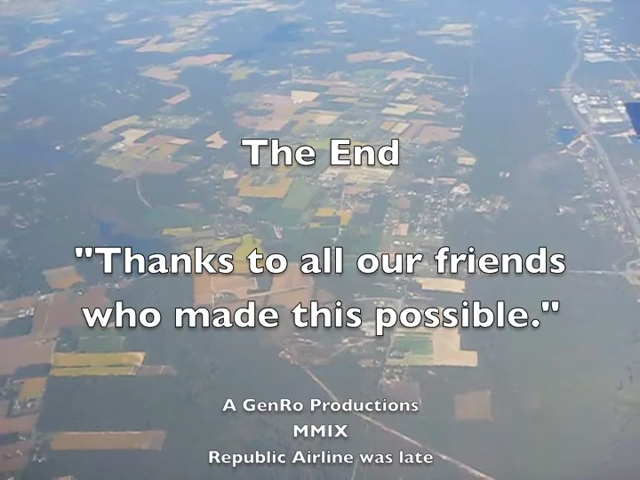 The End
"Thanks to all our friends
who made this possible."
A GenRo Productions
MMIX
Republic Airline was late